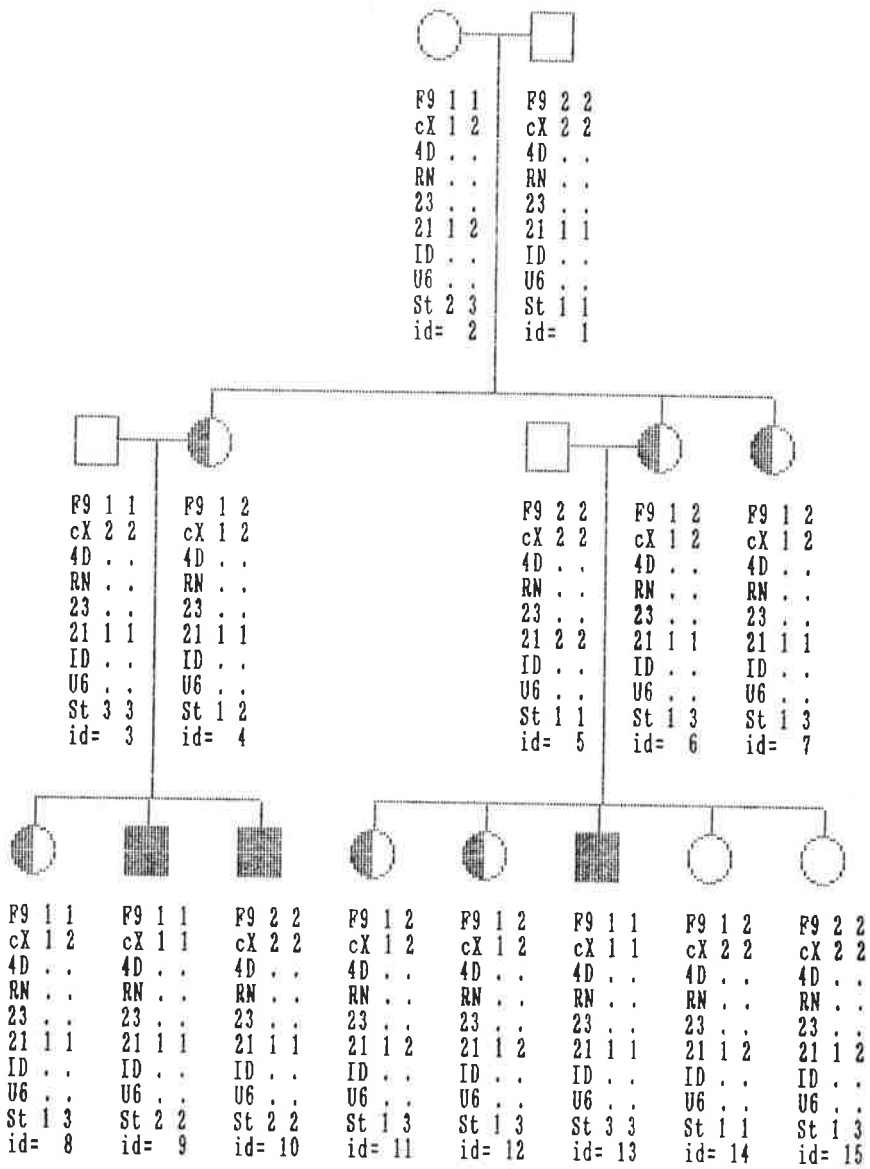 F9 1 1
cX 1 2
4D . .
RN . .
23 . .
21 1 2
ID . .
U6 . .
St 2 3
id= 2
F9 2 2
cX 2 2
4D . .
RN . .
23 . .
21 1 1
ID . .
U6 . .
St 1 1
id= 1
F9 1 1
cX 2 2
4D . .
RN . .
23 . .
21 1 1
ID . .
U6 . .
St 3 3
id= 3
F9 1 2
cX 1 2
4D . .
RN . .
23 . .
21 1 1
ID . .
U6 . .
St 1 2
id= 4
F9 2 2
cX 2 2
4D . .
RN . .
23 . .
21 2 2
ID . .
U6 . .
St 1 1
id= 5
F9 1 2
cX 1 2
4D . .
RN . .
23 . .
21 1 1
ID . .
U6 . .
St 1 3
id= 6
F9 1 2
cX 1 2
4D . .
RN . .
23 . .
21 1 1
ID . .
U6 . .
St 1 3
id= 7
F9 1 1
cX 1 2
4D . .
RN . .
23 . .
21 1 1
ID . .
U6 . .
St 1 3
id= 8
F9 1 1
cX 1 1
4D . .
RN . .
23 . .
21 1 1
ID . .
U6 . .
St 2 2
id= 9
F9 2 2
cX 2 2
4D . .
RN . .
23 . .
21 1 1
ID . .
U6 . .
St 2 2
id= 10
F9 1 2
cX 1 2
4D . .
RN . .
23 . .
21 1 2
ID . .
U6 . .
St 1 3
id= 11
F9 1 2
cX 1 2
4D . .
RN . .
23 . .
21 1 2
ID . .
U6 . .
St 1 3
id= 12
F9 1 1
cX 1 1
4D . .
RN . .
23 . .
21 1 1
ID . .
U6 . .
St 3 3
id= 13
F9 1 2
cX 2 2
4D . .
RN . .
23 . .
21 1 2
ID . .
U6 . .
St 1 1
id= 14
F9 2 2
cX 2 2
4D . .
RN . .
23 . .
21 1 2
ID . .
U6 . .
St 1 3
id= 15